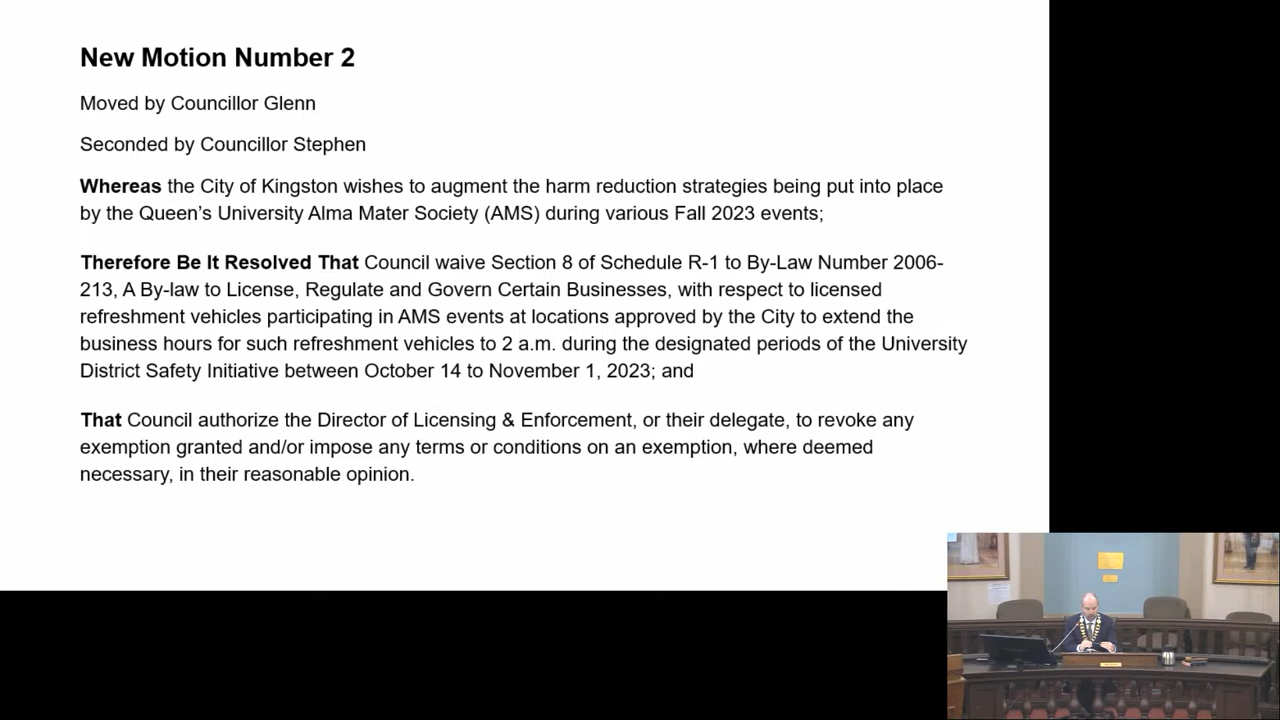 New Motion Number 2
Moved by Councillor Glenn
Seconded by Councillor Stephen
Whereas the City of Kingston wishes to augment the harm reduction strategies being put into place
by the Queen's University Alma Mater Society (AMS) during various Fall 2023 events;
Therefore Be It Resolved That Council waive Section 8 of Schedule R-1 to By-Law Number 2006-
213, A By-law to License, Regulate and Govern Certain Businesses, with respect to licensed
refreshment vehicles participating in AMS events at locations approved by the City to extend the
business hours for such refreshment vehicles to 2 a.m. during the designated periods of the University
District Safety Initiative between October 14 to November 1, 2023; and
That Council authorize the Director of Licensing & Enforcement, or their delegate, to revoke any
exemption granted and/or impose any terms or conditions on an exemption, where deemed
necessary, in their reasonable opinion.